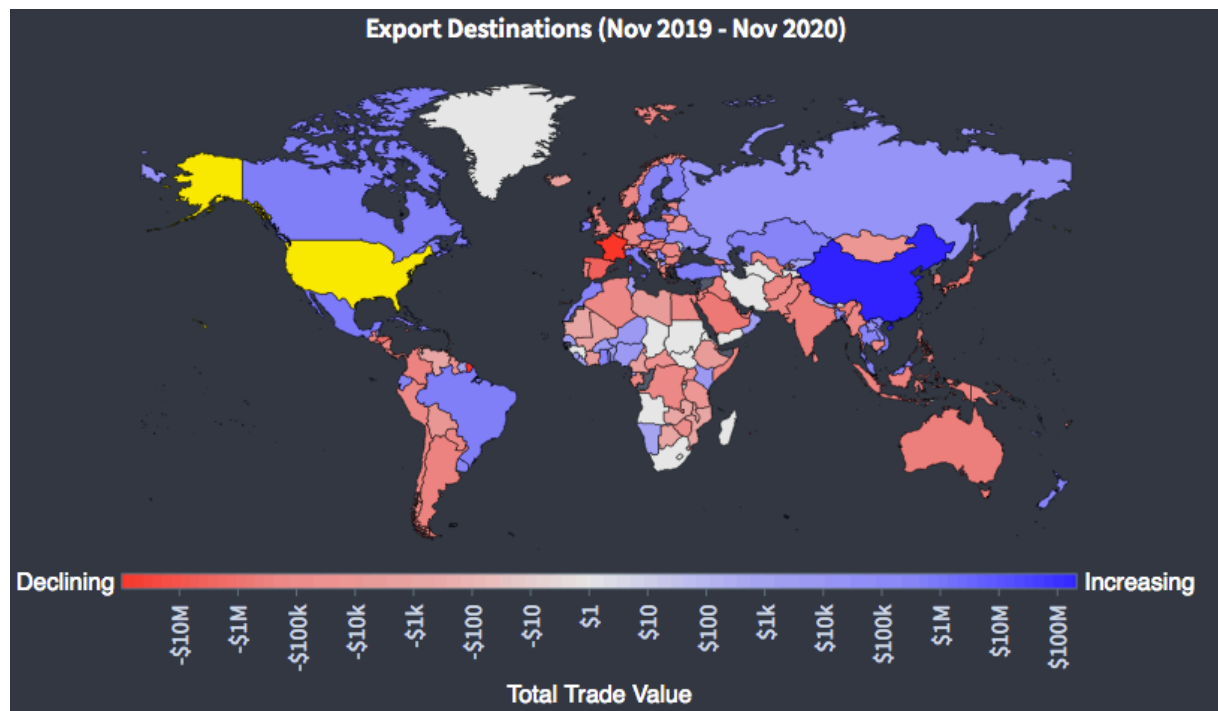 Export Destinations (Nov 2019 - Nov 2020)
Declining
Increasing
-$10M
-$1M
-$100k
-$10k
-$1k
-$100
-$10
$1
$10
$100
$1k
$10k
$100k
$1M
$10M
$100M
Total Trade Value